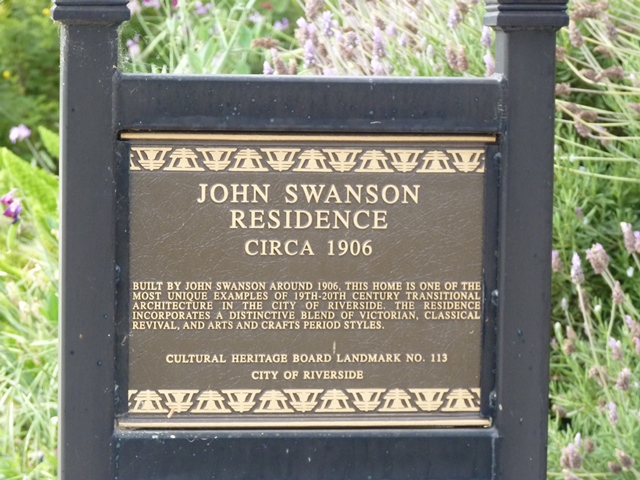 JOHN SWANSON
RESIDENCE
CIRCA 1906
BUILT BY JOHN SWANSON AROUND 1906, THIS HOME IS ONE OF THE
MOST UNIQUE EXAMPLES OF 19TH-20TH CENTURY TRANSITIONAL
ARCHITECTURE IN THE CITY OF RIVERSIDE. THE RESIDENCE
INCORPORATES A DISTINCTIVE BLEND OF VICTORIAN, CLASSICAL
REVIVAL, AND ARTS AND CRAFTS PERIOD STYLES.
CULTURAL HERITAGE BOARD LANDMARK NO. 113
CITY OF RIVERSIDE